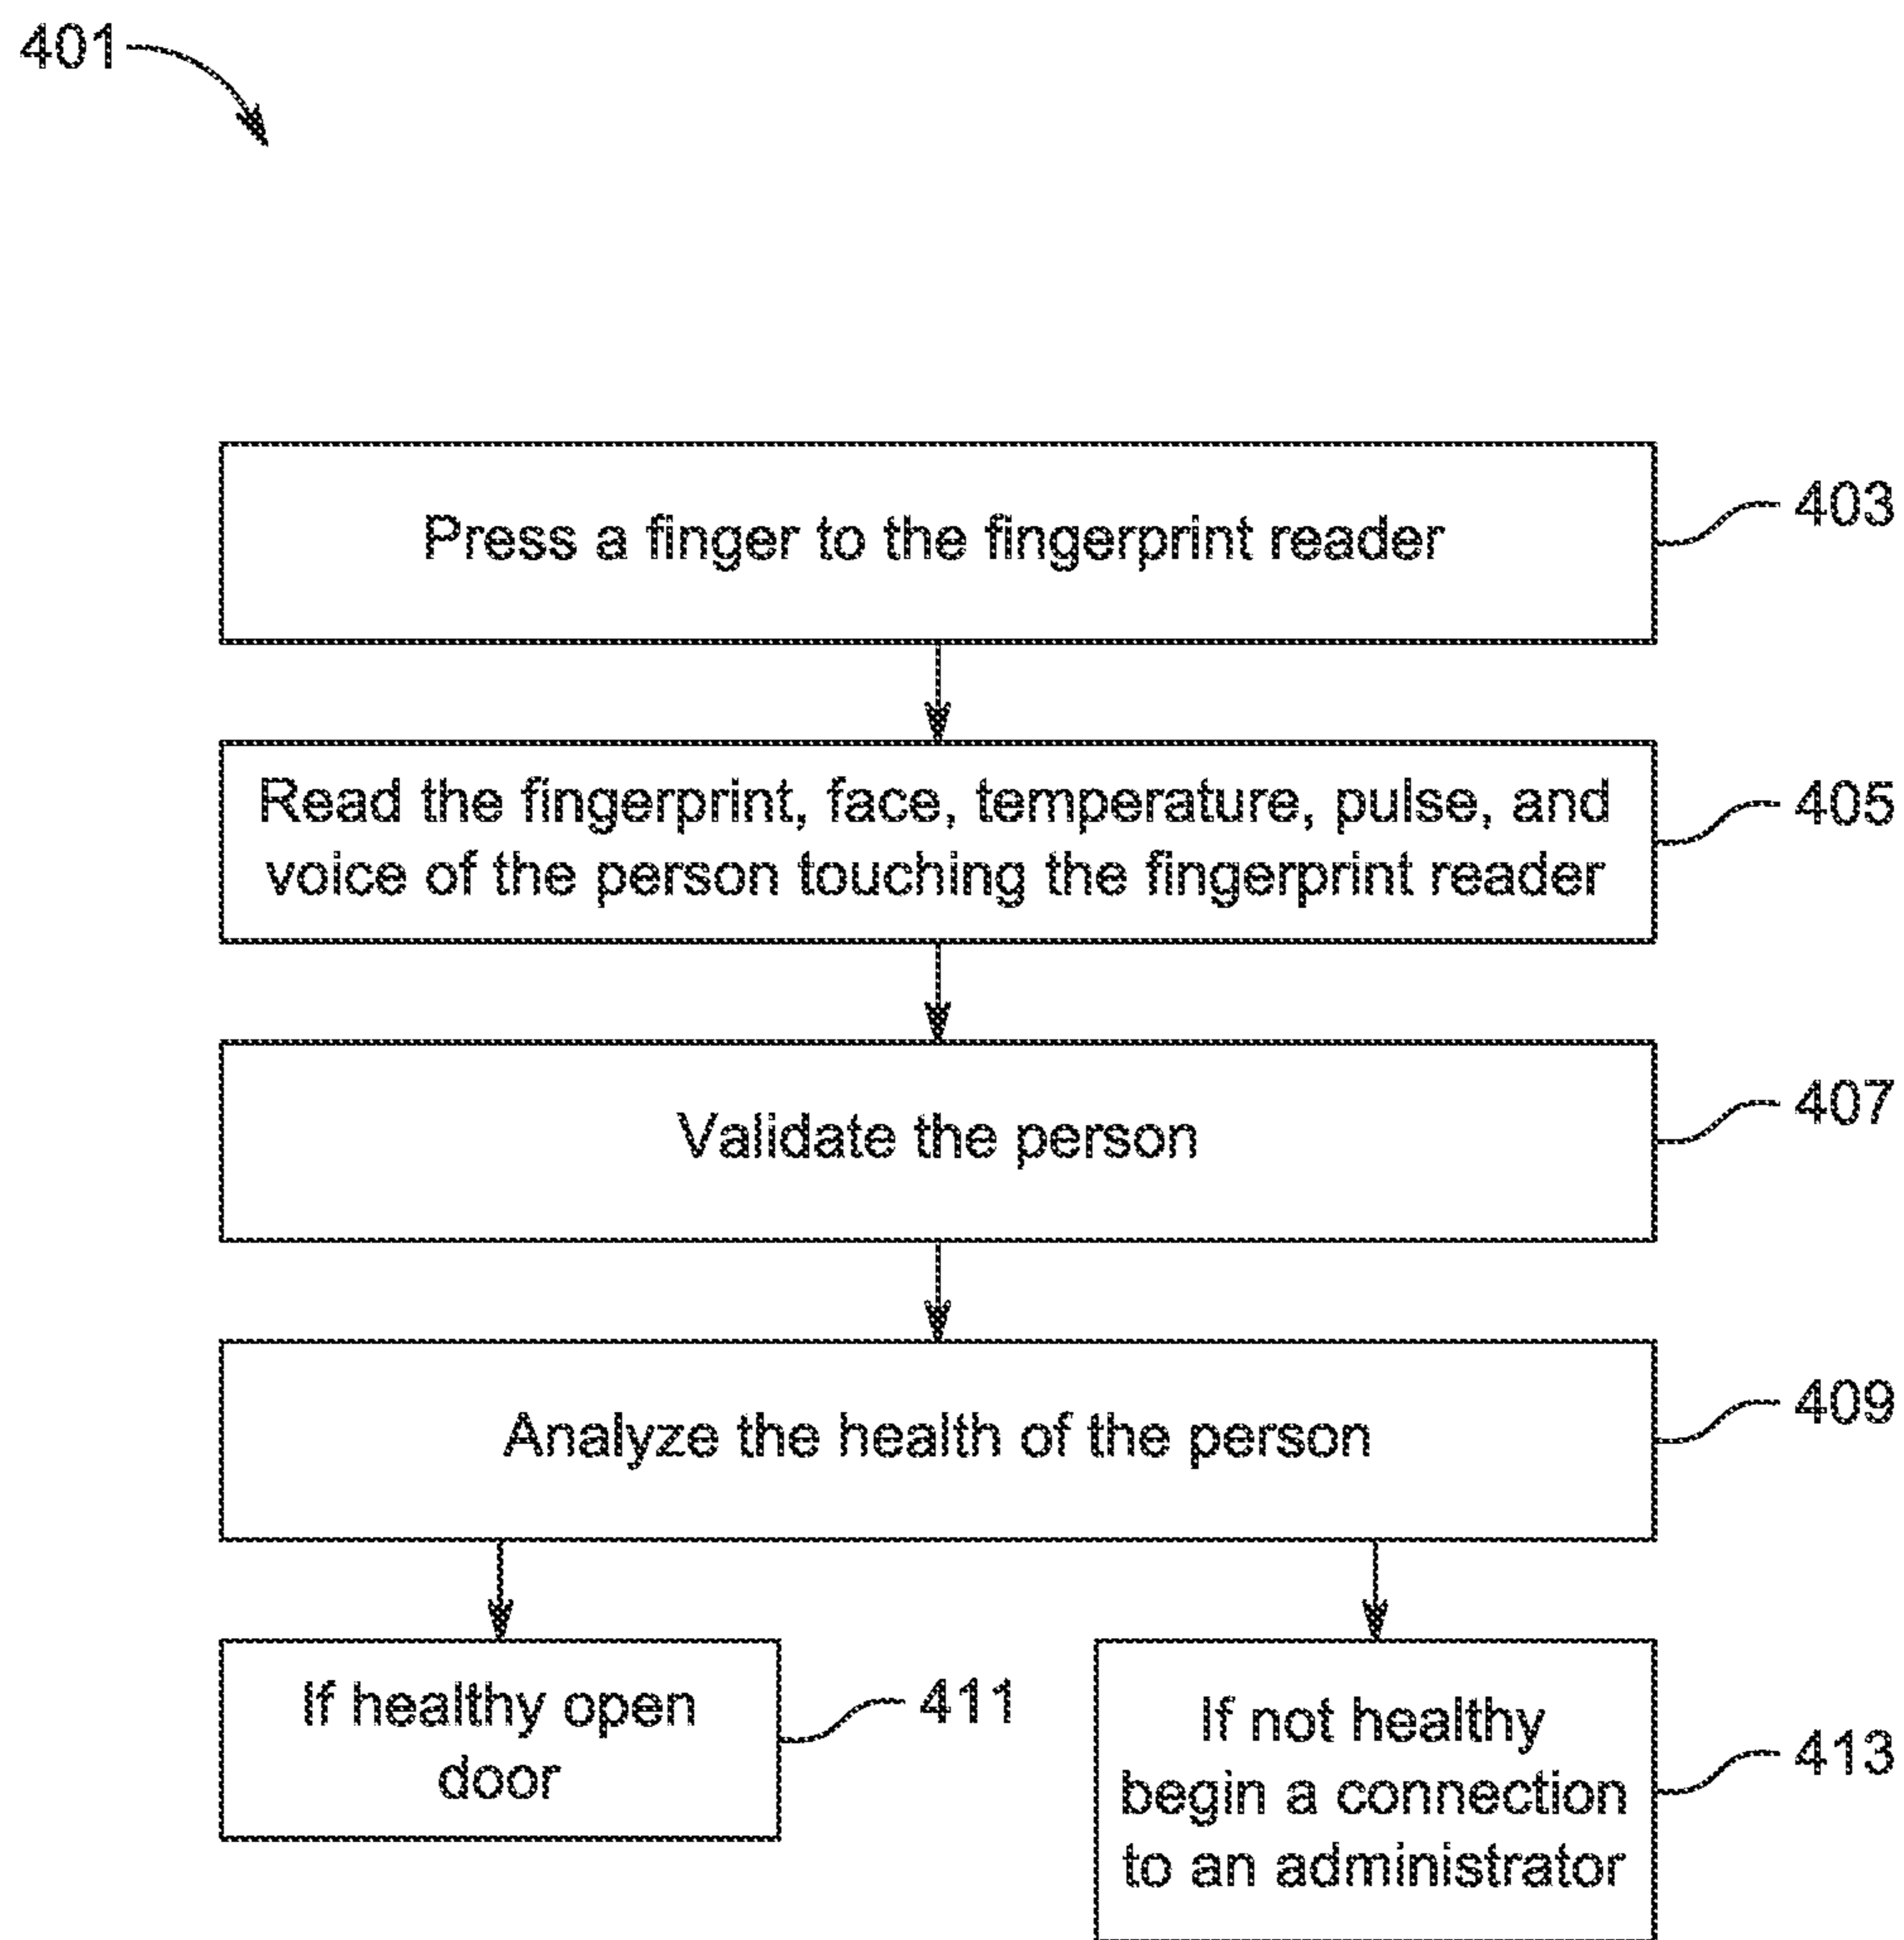 401
Press a finger to the fingerprint reader
403
Read the fingerprint, face, temperature, pulse, and
voice of the person touching the fingerprint reader
405
Validate the person
407
Analyze the health of the person
409
If healthy open
door
411
If not healthy
begin a connection
to an administrator
413